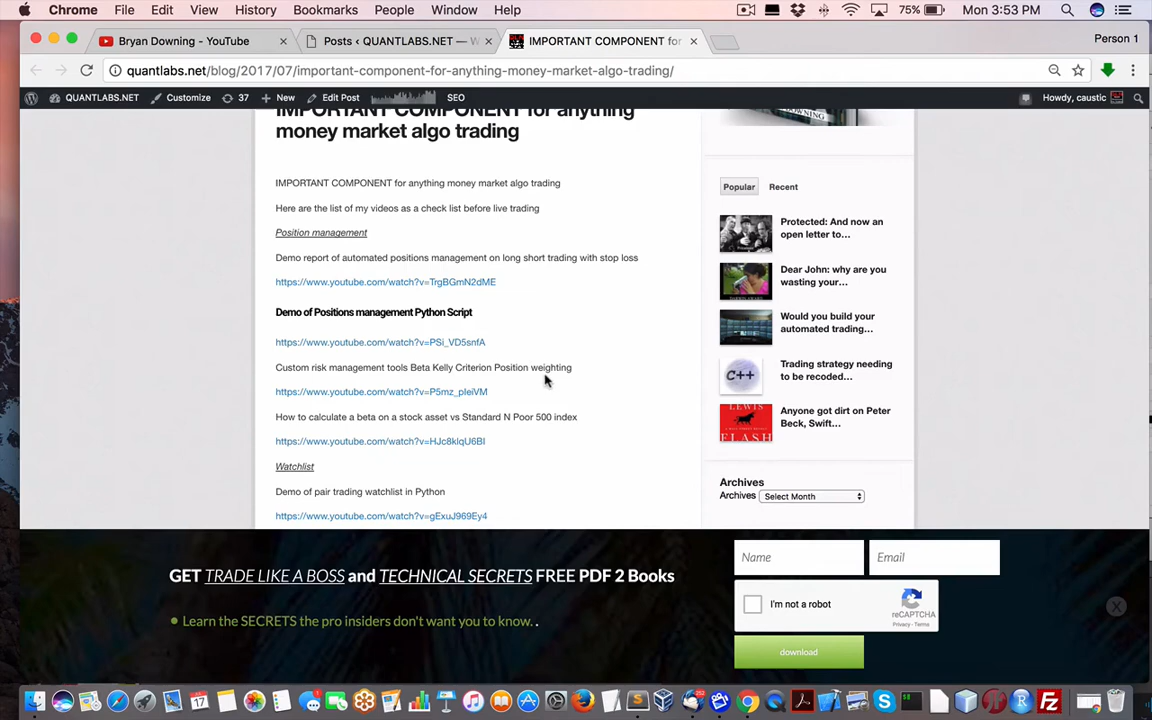 Chrome File Edit View History Bookmarks People Window Help 75% Mon 3:53 PM
Bryan Downing - YouTube Posts ‹ QUANTLABS.NET — W IMPORTANT COMPONENT for Person 1
quantlabs.net/blog/2017/07/important-component-for-anything-money-market-algo-trading/
QUANTLABS.NET Customize 37 New Edit Post SEO Howdy, caustic
IMPORTANT COMPONENT for anything
money market algo trading
IMPORTANT COMPONENT for anything money market algo trading
Here are the list of my videos as a check list before live trading
Position management
Demo report of automated positions management on long short trading with stop loss
https://www.youtube.com/watch?v=TrgBGmN2dME
Demo of Positions management Python Script
https://www.youtube.com/watch?v=PSi_VD5snfA
Custom risk management tools Beta Kelly Criterion Position weighting
https://www.youtube.com/watch?v=P5mz_pIeiVM
How to calculate a beta on a stock asset vs Standard N Poor 500 index
https://www.youtube.com/watch?v=HJc8klqU6BI
Watchlist
Demo of pair trading watchlist in Python
https://www.youtube.com/watch?v=gExuJ969Ey4
DOWNING
Popular Recent
Protected: And now an
open letter to…
Dear John: why are you
wasting your…
Would you build your
automated trading…
C++
Trading strategy needing
to be recoded…
LEWIS
FLASH
Anyone got dirt on Peter
Beck, Swift…
Archives
Archives Select Month
GET TRADE LIKE A BOSS and TECHNICAL SECRETS FREE PDF 2 Books
Learn the SECRETS the pro insiders don't want you to know. .
Name Email
I'm not a robot
reCAPTCHA
Privacy - Terms
download
X